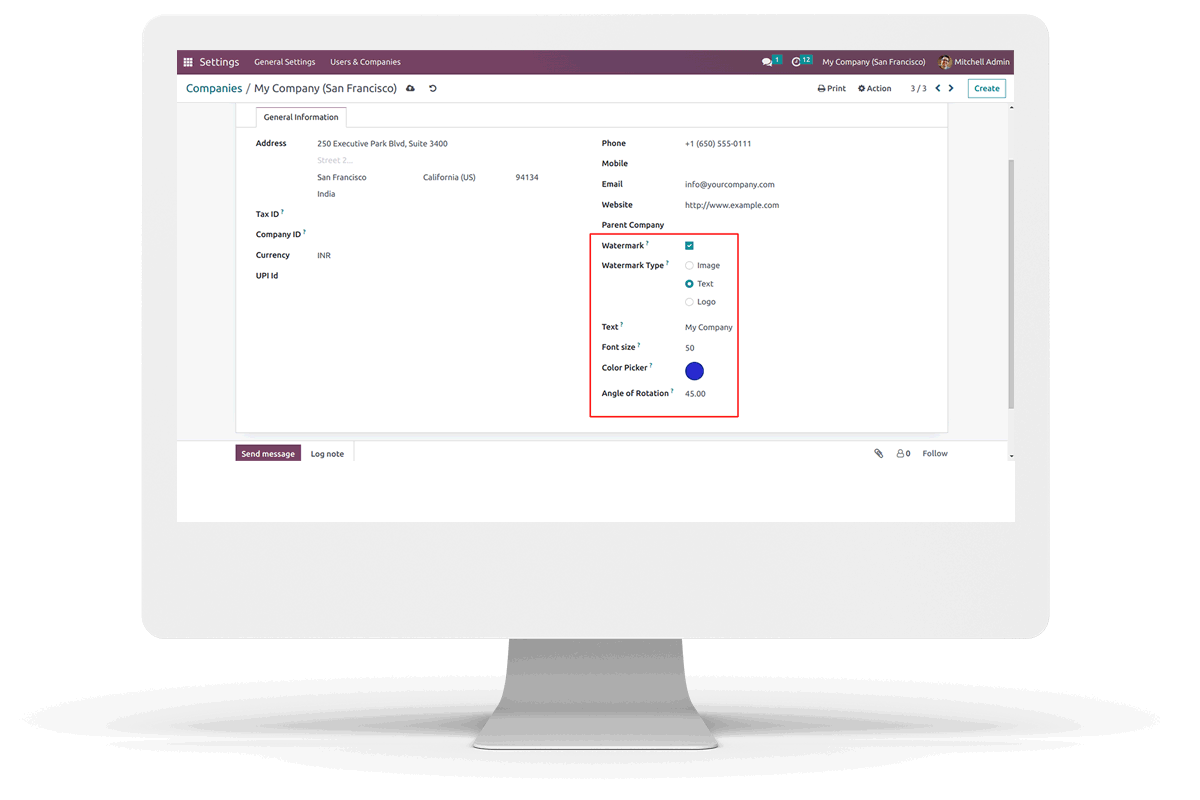 Settings General Settings Users & Companies 1 12 My Company (San Francisco) Mitchell Admin
Companies / My Company (San Francisco) Print Action 3 / 3 Create
General Information
Address 250 Executive Park Blvd, Suite 3400
Street 2...
San Francisco California (US) 94134
India
Tax ID ?
Company ID ?
Currency INR
UPI Id
Phone +1 (650) 555-0111
Mobile
Email info@yourcompany.com
Website http://www.example.com
Parent Company
Watermark ?
Watermark Type ? Image
Text
Logo
Text ? My Company
Font size ? 50
Color Picker ?
Angle of Rotation ? 45.00
Send message Log note 0 Follow